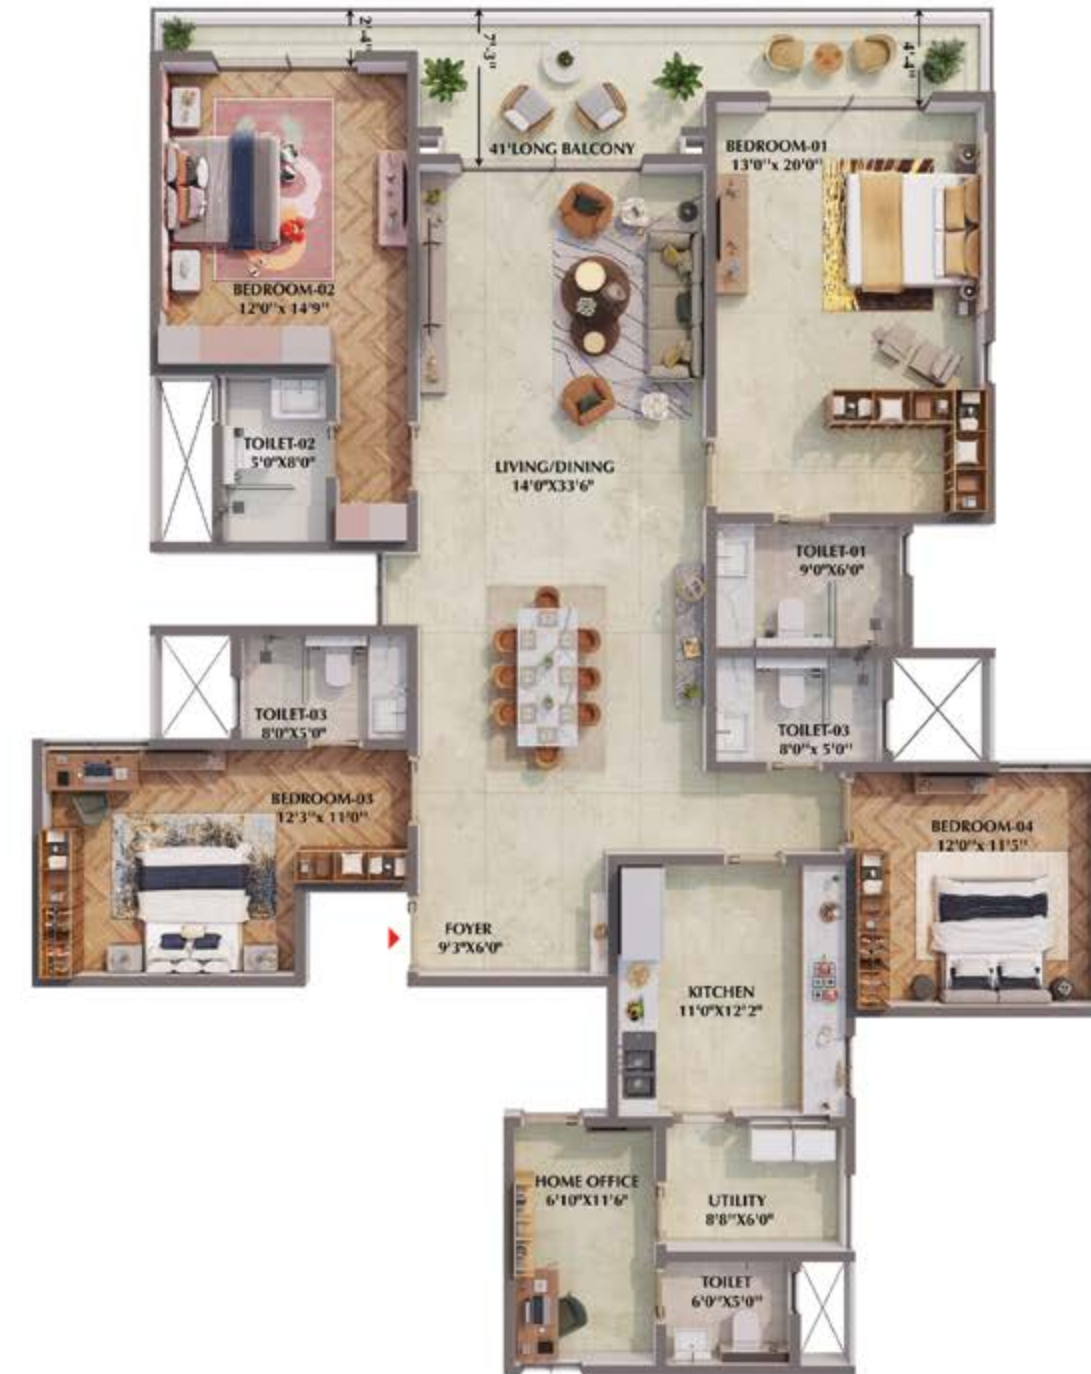 2'-4"
7'-3"
4'-4"
41'LONG BALCONY
BEDROOM-01
13'0''x 20'0"
BEDROOM-02
12'0''x 14'9"
TOILET-02
5'0"X8'0"
LIVING/DINING
14'0"X33'6"
TOILET-01
9'0"X6'0"
TOILET-03
8'0"X5'0"
TOILET-03
8'0''x 5'0''
BEDROOM-03
12'3''x 11'0''
BEDROOM-04
12'0''x 11'5''
FOYER
9'3"X6'0"
KITCHEN
11'0"X12'2"
HOME OFFICE
6'10"X11'6"
UTILITY
8'8"X6'0"
TOILET
6'0''X5'0''